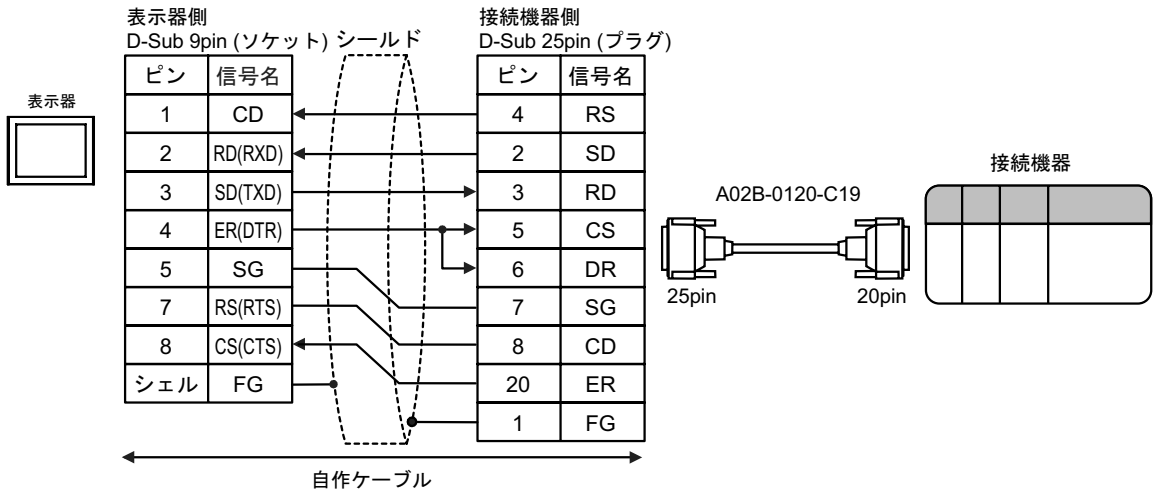 表示器側
D-Sub 9pin (ソケット)
シールド
接続機器側
D-Sub 25pin (プラグ)
ピン 信号名 ピン 信号名
表示器
1 CD 4 RS
2 RD(RXD) 2 SD
3 SD(TXD) 3 RD
4 ER(DTR) 5 CS
5 SG 6 DR
7 RS(RTS) 7 SG
8 CS(CTS) 8 CD
シェル FG 20 ER
1 FG
自作ケーブル
A02B-0120-C19
25pin 20pin
接続機器